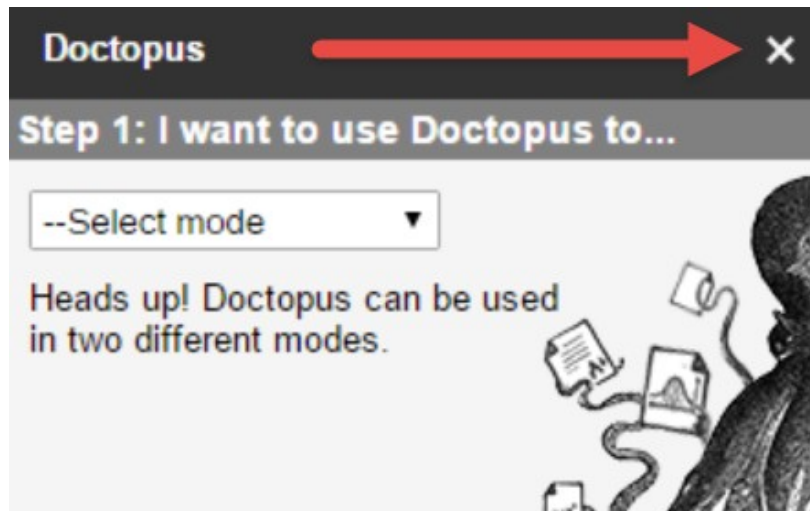 Doctopus ×
Step 1: I want to use Doctopus to...
--Select mode ▼
Heads up! Doctopus can be used
in two different modes.
A+